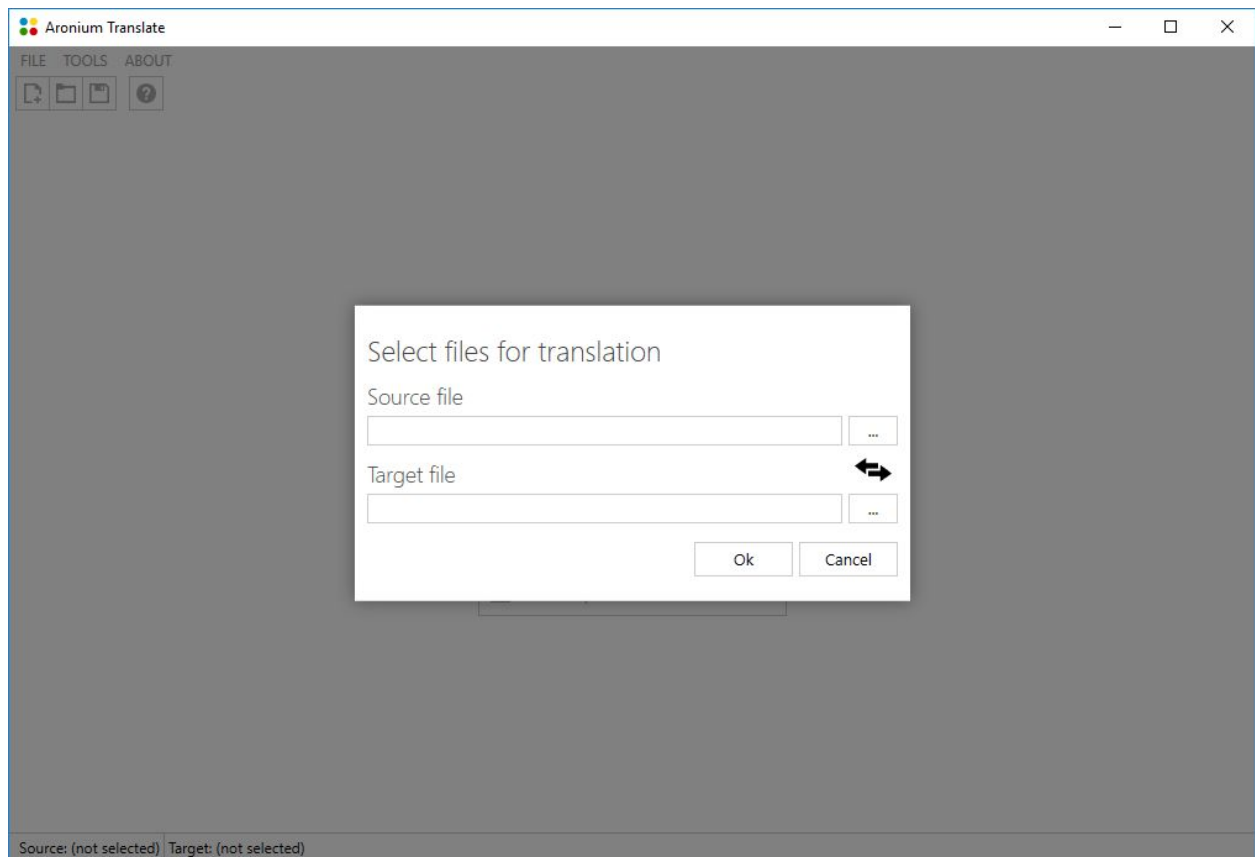 Aronium Translate
FILE TOOLS ABOUT
Select files for translation
Source file
...
Target file
...
Ok Cancel
Source: (not selected) Target: (not selected)